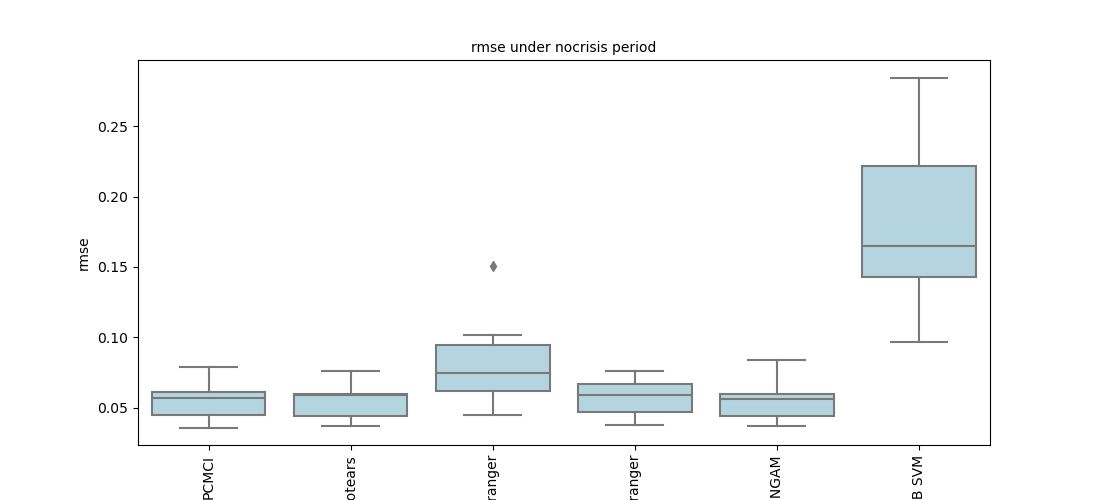 rmse under nocrisis period
rmse
0.25
0.20
0.15
0.10
0.05
PCMCI
otears
ranger
ranger
NGAM
B SVM